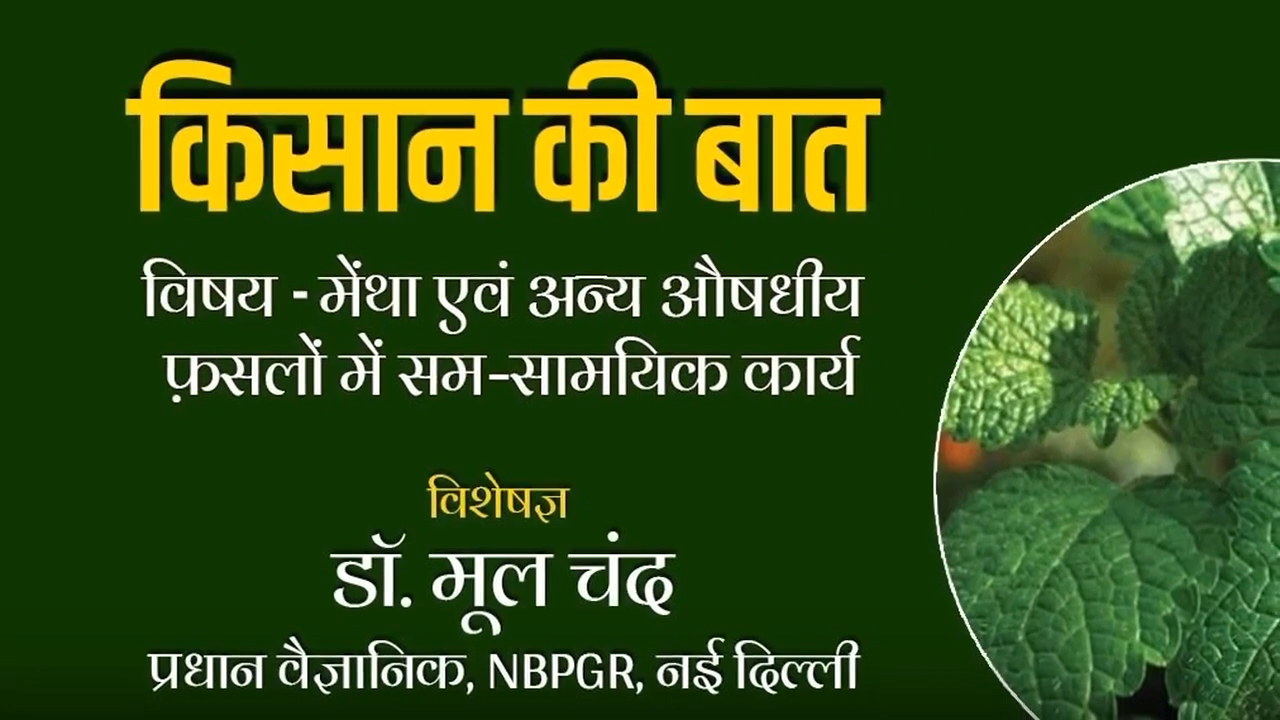 किसान की बात
विषय - मेंथा एवं अन्य औषधीय
फ़सलों में सम-सामयिक कार्य
विशेषज्ञ
डॉ. मूल चंद
प्रधान वैज्ञानिक, NBPGR, नई दिल्ली